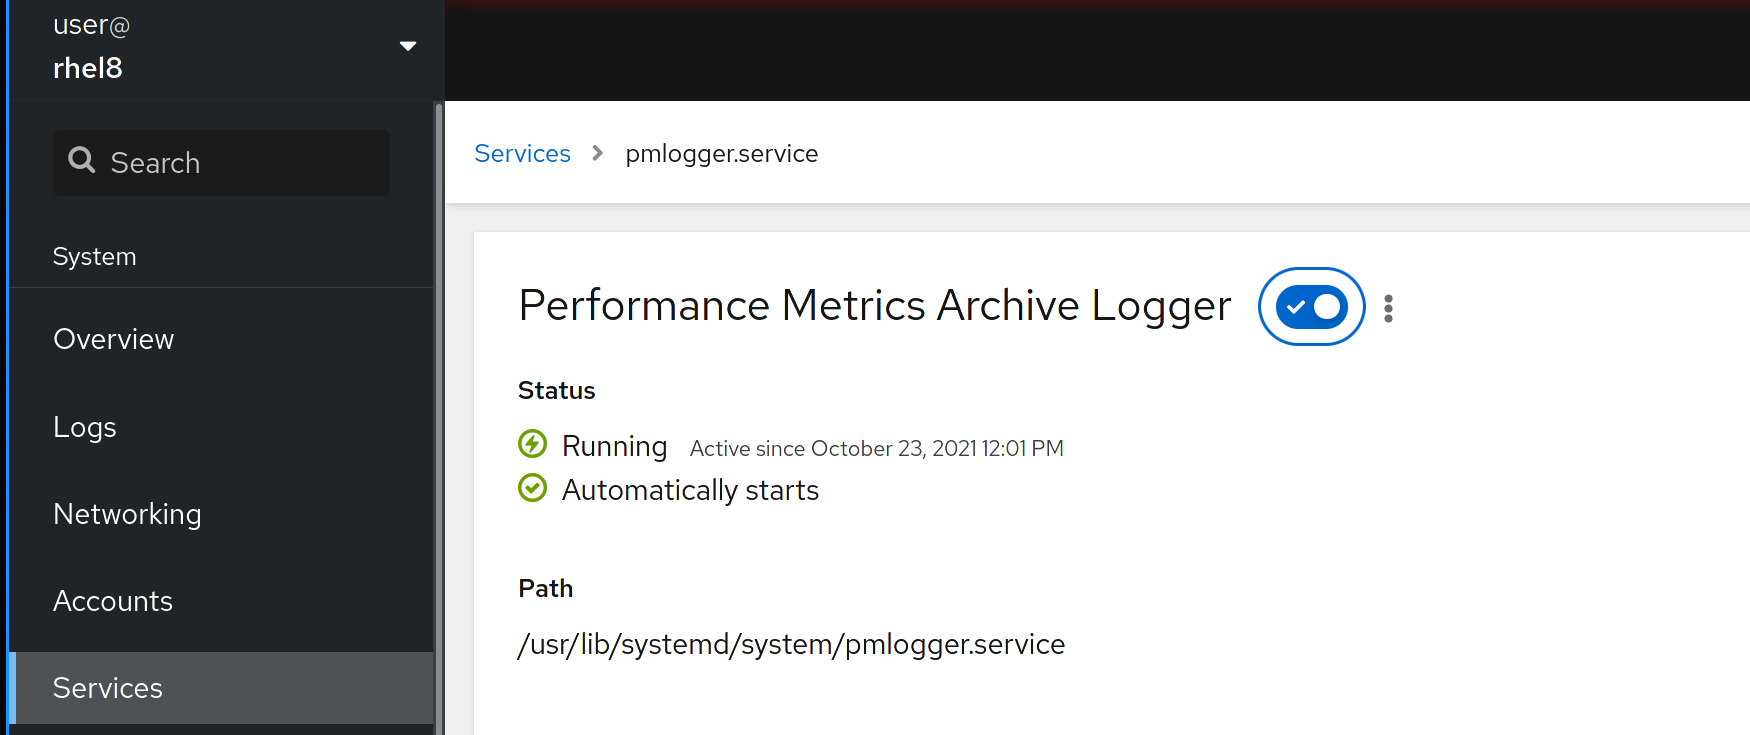 user@
rhel8
Search
System
Overview
Logs
Networking
Accounts
Services
Services > pmlogger.service
Performance Metrics Archive Logger
Status
Running Active since October 23, 2021 12:01 PM
Automatically starts
Path
/usr/lib/systemd/system/pmlogger.service